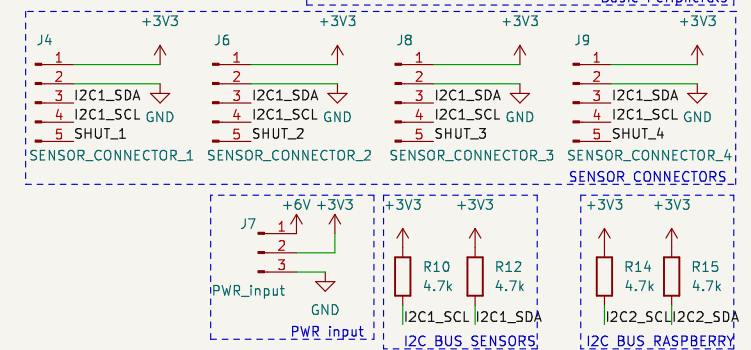 +3V3 +3V3 +3V3 +3V3
J4 J6 J8 J9
1 1 1 1
2 2 2 2
3 I2C1_SDA 3 I2C1_SDA 3 I2C1_SDA 3 I2C1_SDA
4 I2C1_SCL GND 4 I2C1_SCL GND 4 I2C1_SCL GND 4 I2C1_SCL GND
5 SHUT_1 5 SHUT_2 5 SHUT_3 5 SHUT_4
SENSOR_CONNECTOR_1 SENSOR_CONNECTOR_2 SENSOR_CONNECTOR_3 SENSOR_CONNECTOR_4
SENSOR CONNECTORS
+6V +3V3 +3V3 +3V3 +3V3 +3V3
J7 1
2
3 R10 R12 R14 R15
PWR_input 4.7k 4.7k 4.7k 4.7k
GND I2C1_SCL I2C1_SDA I2C2_SCL I2C2_SDA
PWR input I2C BUS SENSORS I2C BUS RASPBERRY